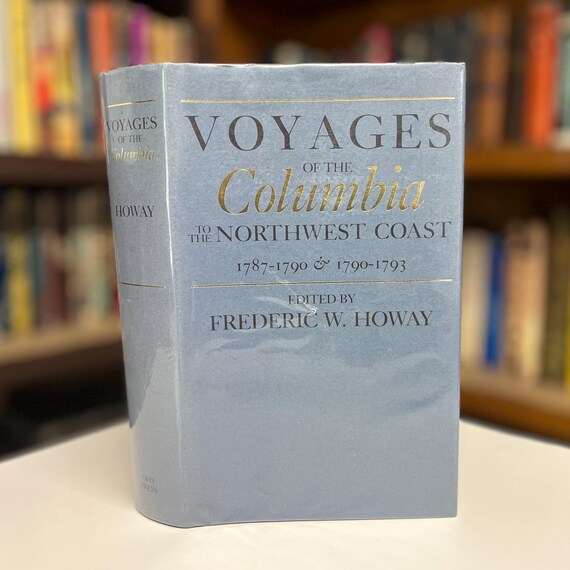 VOYAGES
OF THE
Columbia
HOWAY
VOYAGES
OF THE
Columbia
TO THE NORTHWEST COAST
1787-1790 & 1790-1793
EDITED BY
FREDERIC W. HOWAY